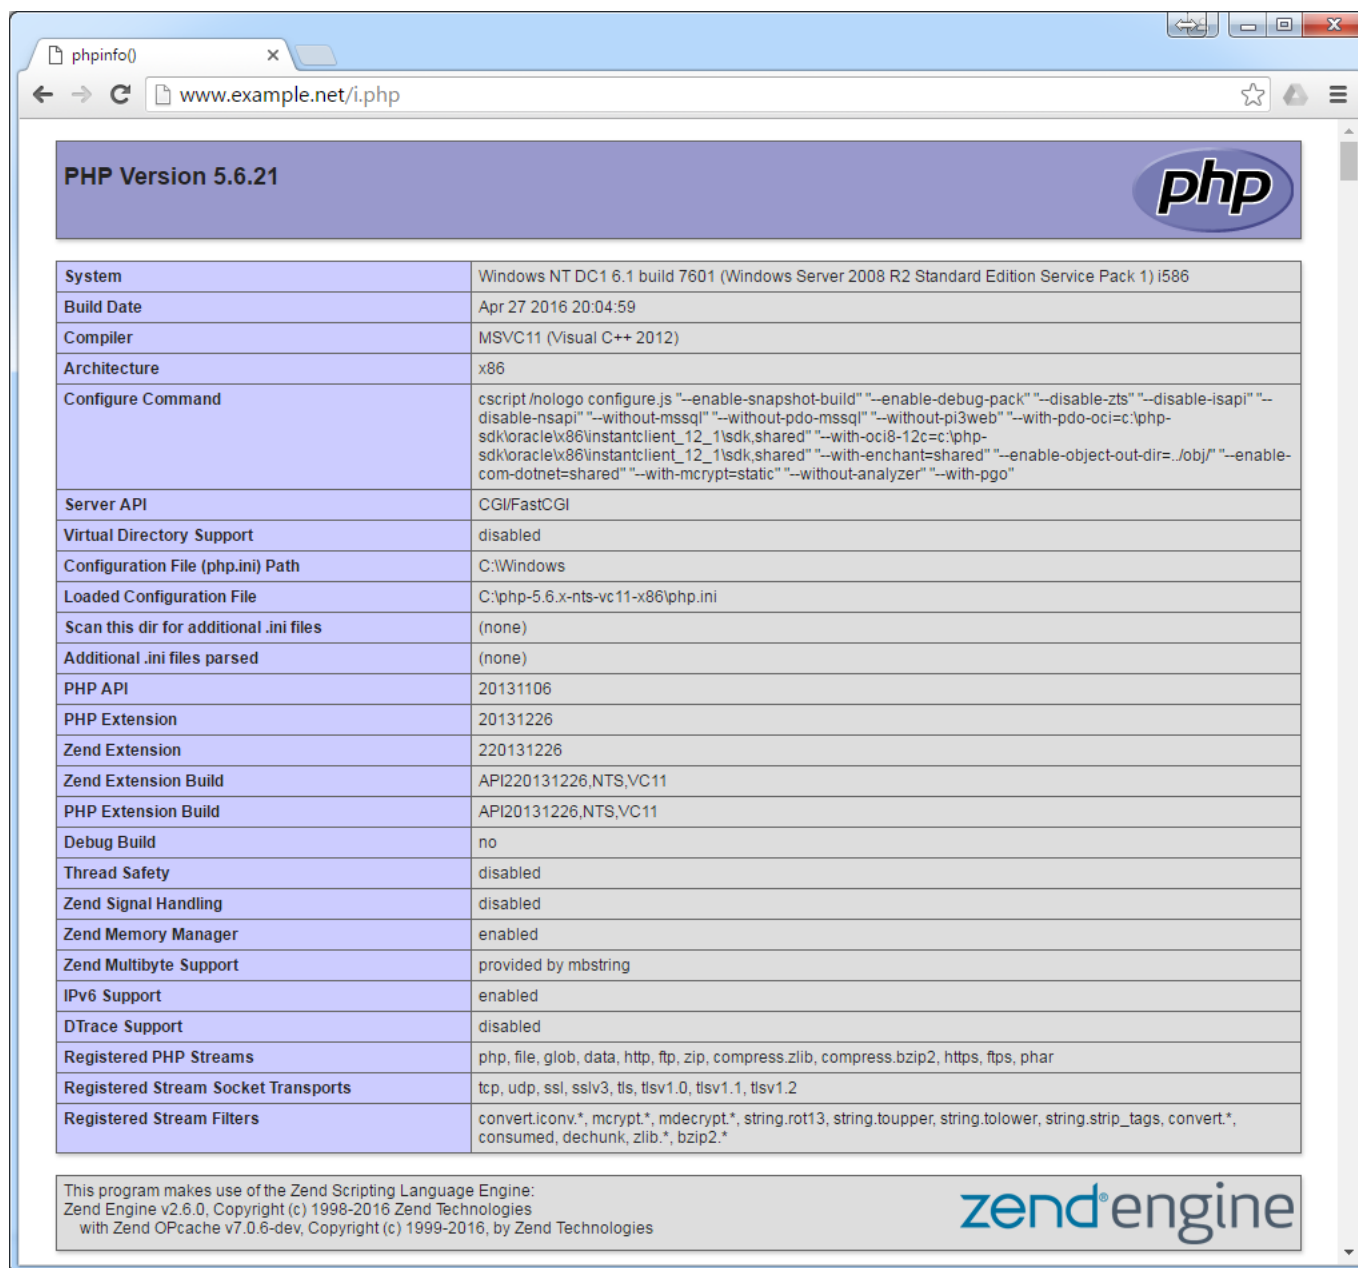 phpinfo()
www.example.net/i.php
PHP Version 5.6.21
php
System Windows NT DC1 6.1 build 7601 (Windows Server 2008 R2 Standard Edition Service Pack 1) i586
Build Date Apr 27 2016 20:04:59
Compiler MSVC11 (Visual C++ 2012)
Architecture x86
Configure Command cscript /nologo configure.js "--enable-snapshot-build" "--enable-debug-pack" "--disable-zts" "--disable-isapi" "--
disable-nsapi" "--without-mssql" "--without-pdo-mssql" "--without-pi3web" "--with-pdo-oci=c:\php-
sdk\oracle\x86\instantclient_12_1\sdk,shared" "--with-oci8-12c=c:\php-
sdk\oracle\x86\instantclient_12_1\sdk,shared" "--with-enchant=shared" "--enable-object-out-dir=../obj/" "--enable-
com-dotnet=shared" "--with-mcrypt=static" "--without-analyzer" "--with-pgo"
Server API CGI/FastCGI
Virtual Directory Support disabled
Configuration File (php.ini) Path C:\Windows
Loaded Configuration File C:\php-5.6.x-nts-vc11-x86\php.ini
Scan this dir for additional .ini files (none)
Additional .ini files parsed (none)
PHP API 20131106
PHP Extension 20131226
Zend Extension 220131226
Zend Extension Build API220131226,NTS,VC11
PHP Extension Build API20131226,NTS,VC11
Debug Build no
Thread Safety disabled
Zend Signal Handling disabled
Zend Memory Manager enabled
Zend Multibyte Support provided by mbstring
IPv6 Support enabled
DTrace Support disabled
Registered PHP Streams php, file, glob, data, http, ftp, zip, compress.zlib, compress.bzip2, https, ftps, phar
Registered Stream Socket Transports tcp, udp, ssl, sslv3, tls, tlsv1.0, tlsv1.1, tlsv1.2
Registered Stream Filters convert.iconv.*, mcrypt.*, mdecrypt.*, string.rot13, string.toupper, string.tolower, string.strip_tags, convert.*,
consumed, dechunk, zlib.*, bzip2.*
This program makes use of the Zend Scripting Language Engine:
Zend Engine v2.6.0, Copyright (c) 1998-2016 Zend Technologies
with Zend OPcache v7.0.6-dev, Copyright (c) 1999-2016, by Zend Technologies
zend engine